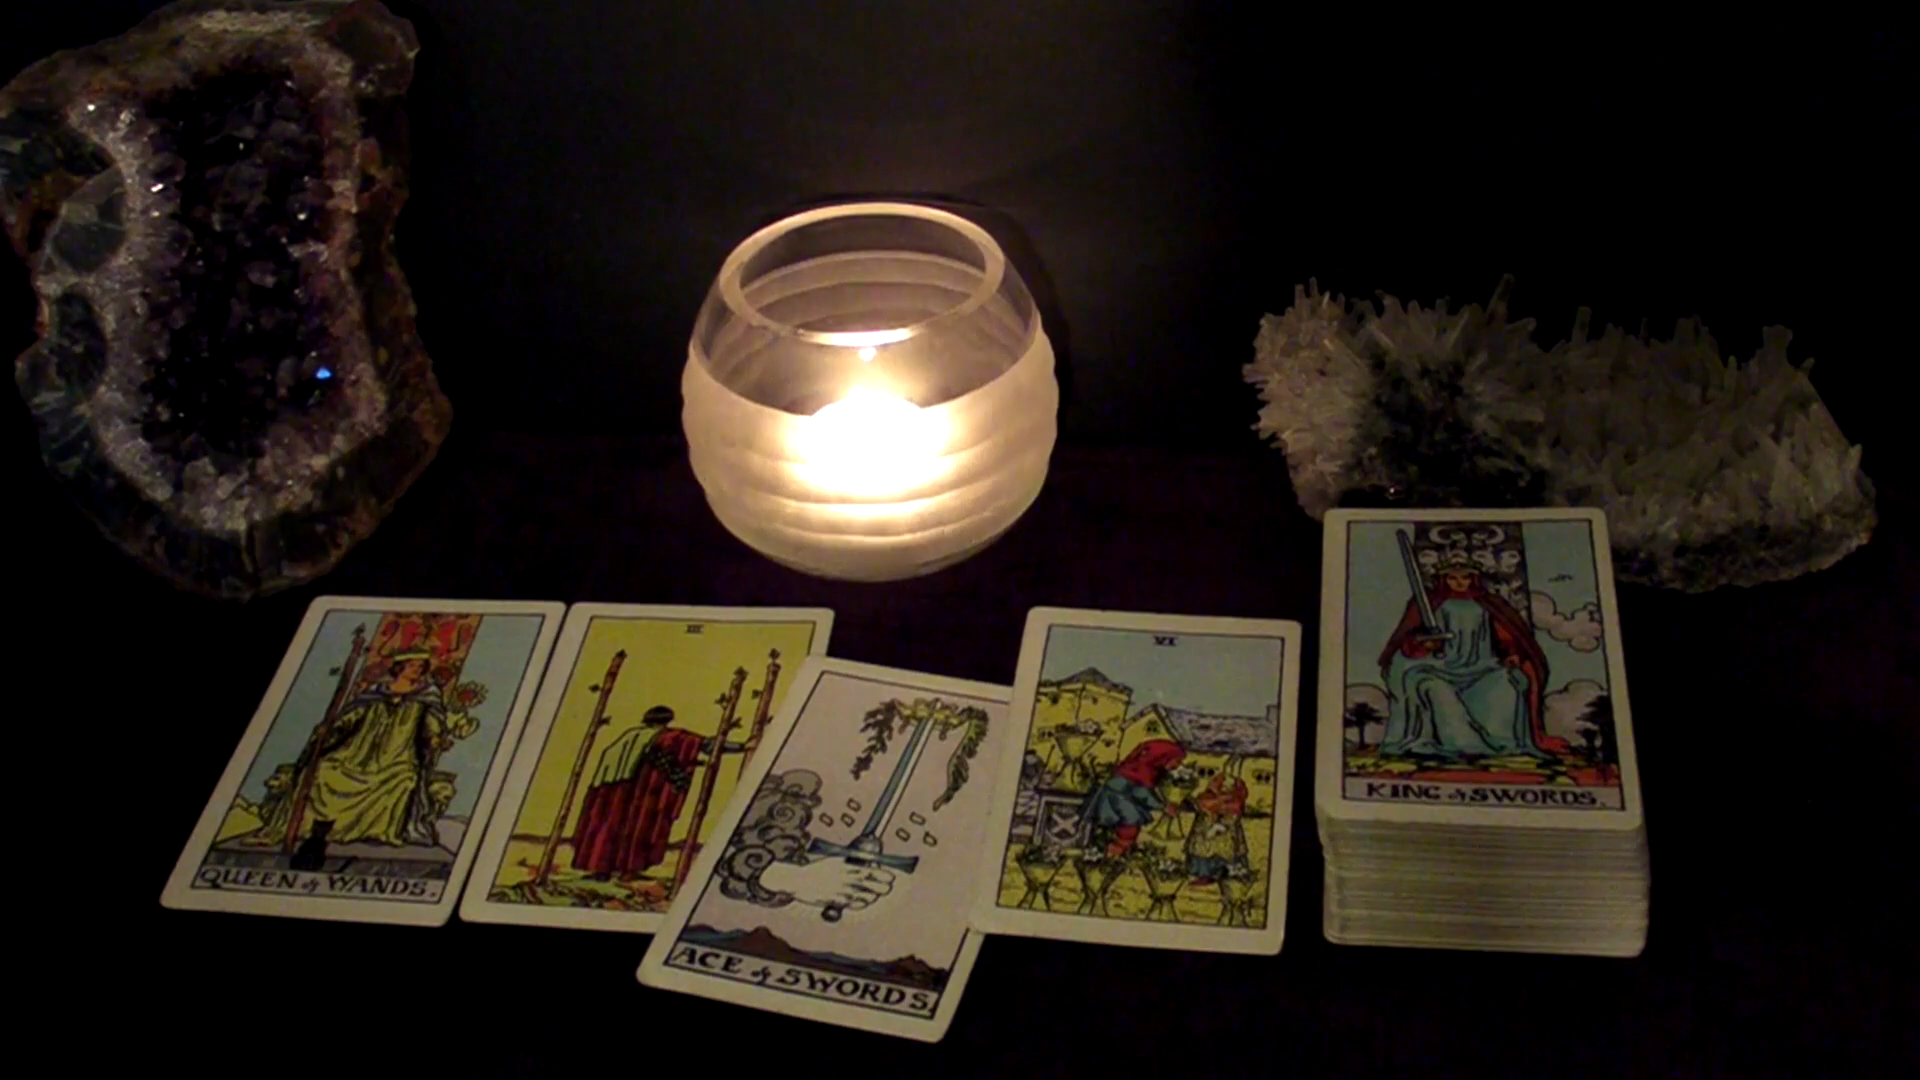 QUEEN of WANDS.
III
ACE of SWORDS.
VI
KING of SWORDS.